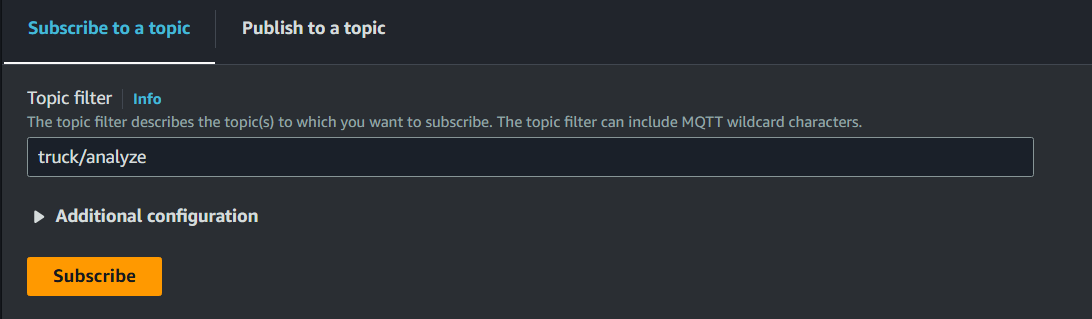 Subscribe to a topic
Publish to a topic
Topic filter
Info
The topic filter describes the topic(s) to which you want to subscribe. The topic filter can include MQTT wildcard characters.
truck/analyze
Additional configuration
Subscribe